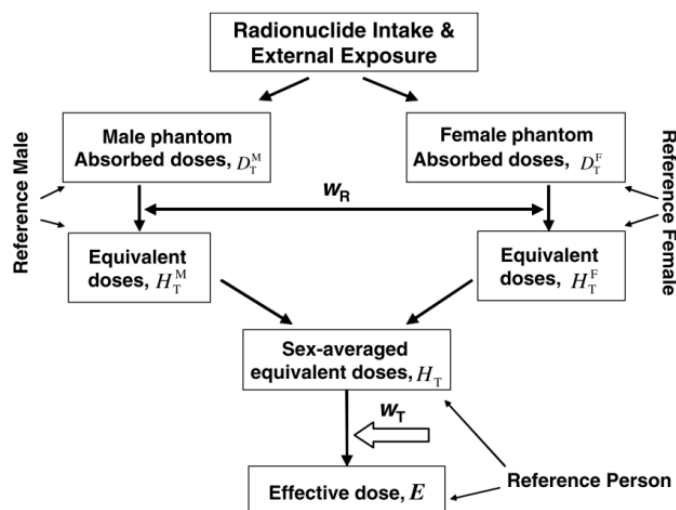 Radionuclide Intake &
External Exposure
Male phantom
Absorbed doses, D_T^M
Female phantom
Absorbed doses, D_T^F
Reference Male
Reference Female
w_R
Equivalent
doses, H_T^M
Equivalent
doses, H_T^F
Sex-averaged
equivalent doses, H_T
w_T
Effective dose, E
Reference Person